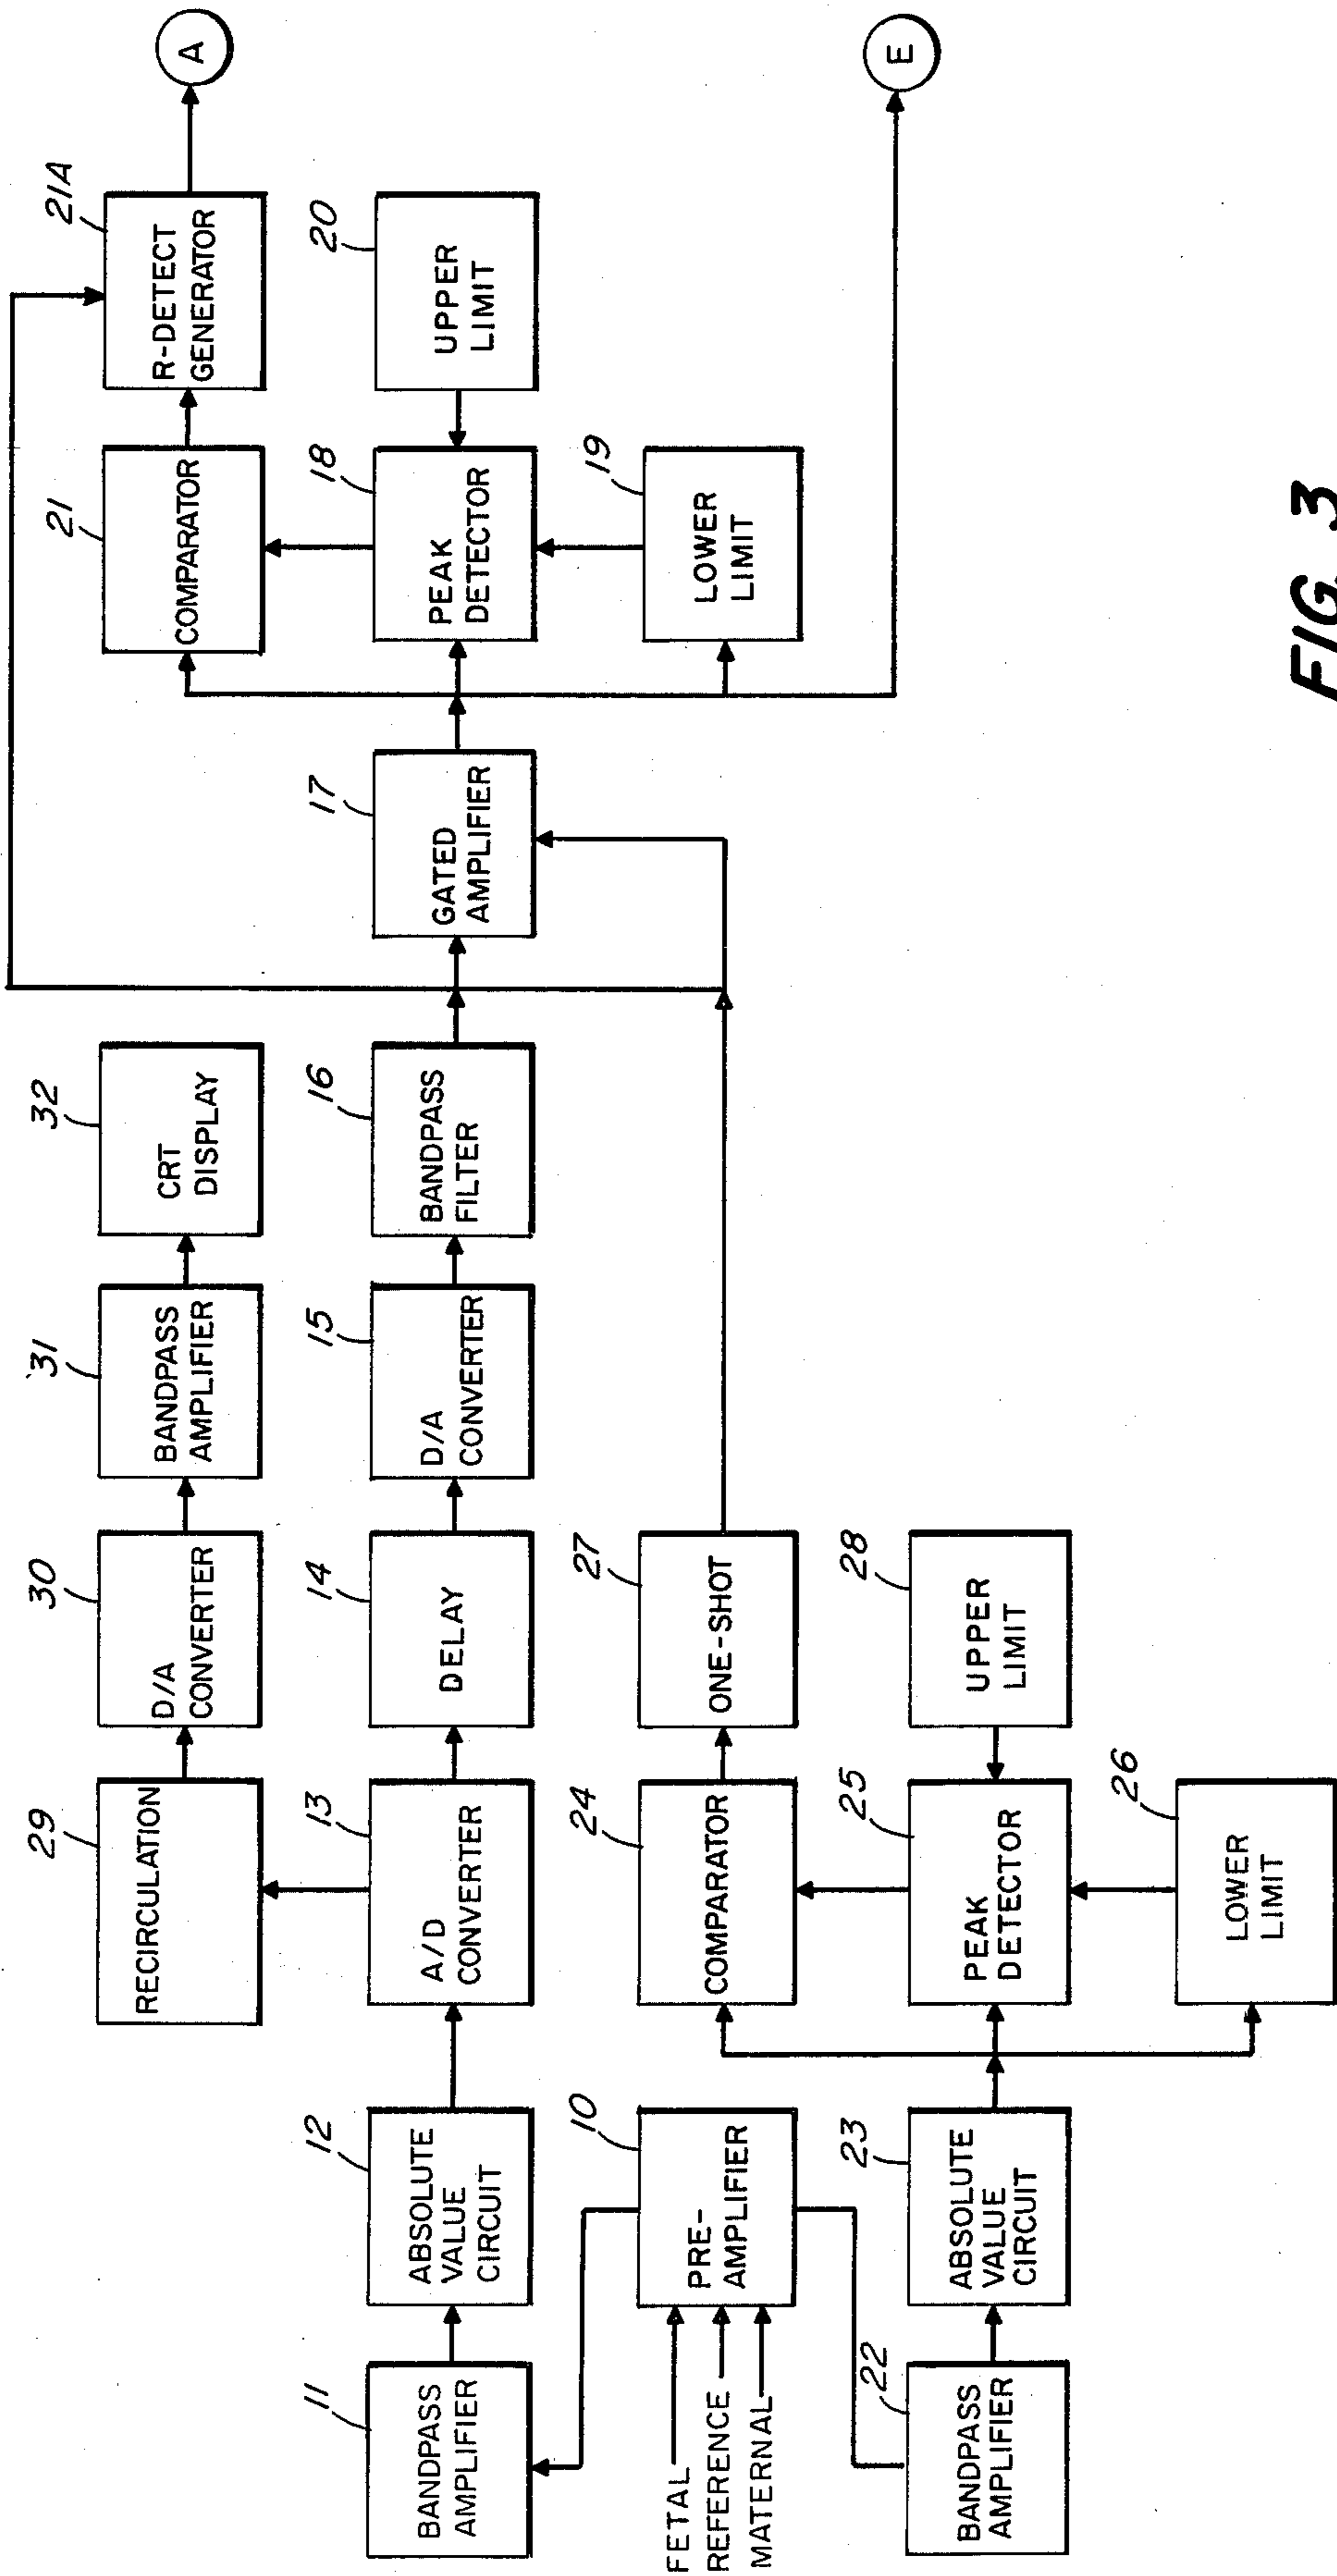 A
E
21A
R-DETECT
GENERATOR
20
UPPER
LIMIT
21
COMPARATOR
18
PEAK
DETECTOR
19
LOWER
LIMIT
17
GATED
AMPLIFIER
32
CRT
DISPLAY
16
BANDPASS
FILTER
31
BANDPASS
AMPLIFIER
15
D/A
CONVERTER
30
D/A
CONVERTER
14
DELAY
27
ONE-SHOT
28
UPPER
LIMIT
29
RECIRCULATION
13
A/D
CONVERTER
24
COMPARATOR
25
PEAK
DETECTOR
26
LOWER
LIMIT
12
ABSOLUTE
VALUE
CIRCUIT
10
PRE-
AMPLIFIER
23
ABSOLUTE
VALUE
CIRCUIT
11
BANDPASS
AMPLIFIER
FETAL
REFERENCE
MATERNAL
22
BANDPASS
AMPLIFIER
FIG. 3